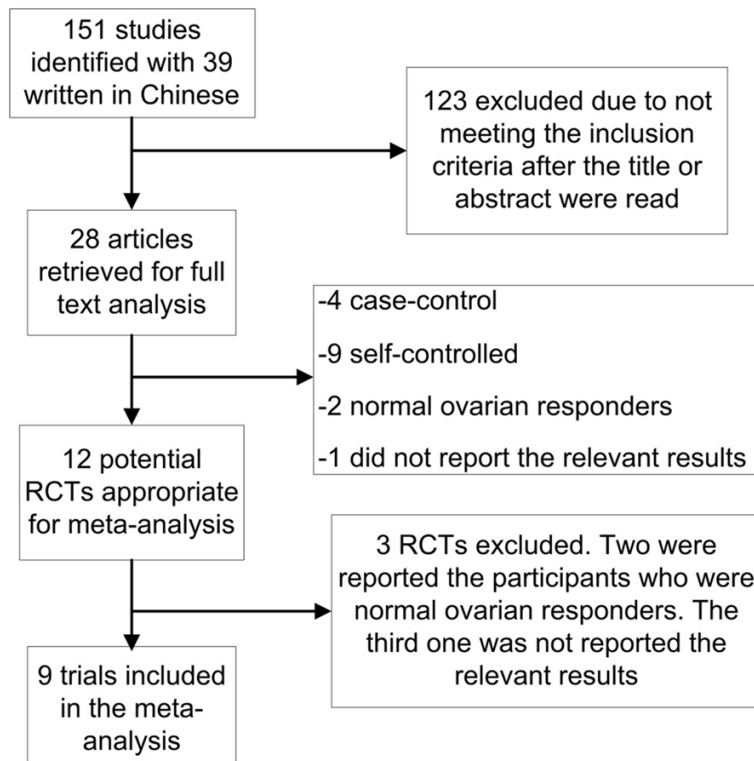 151 studies
identified with 39
written in Chinese
123 excluded due to not
meeting the inclusion
criteria after the title or
abstract were read
28 articles
retrieved for full
text analysis
-4 case-control
-9 self-controlled
-2 normal ovarian responders
-1 did not report the relevant results
12 potential
RCTs appropriate
for meta-analysis
3 RCTs excluded. Two were
reported the participants who were
normal ovarian responders. The
third one was not reported the
relevant results
9 trials included
in the meta-
analysis